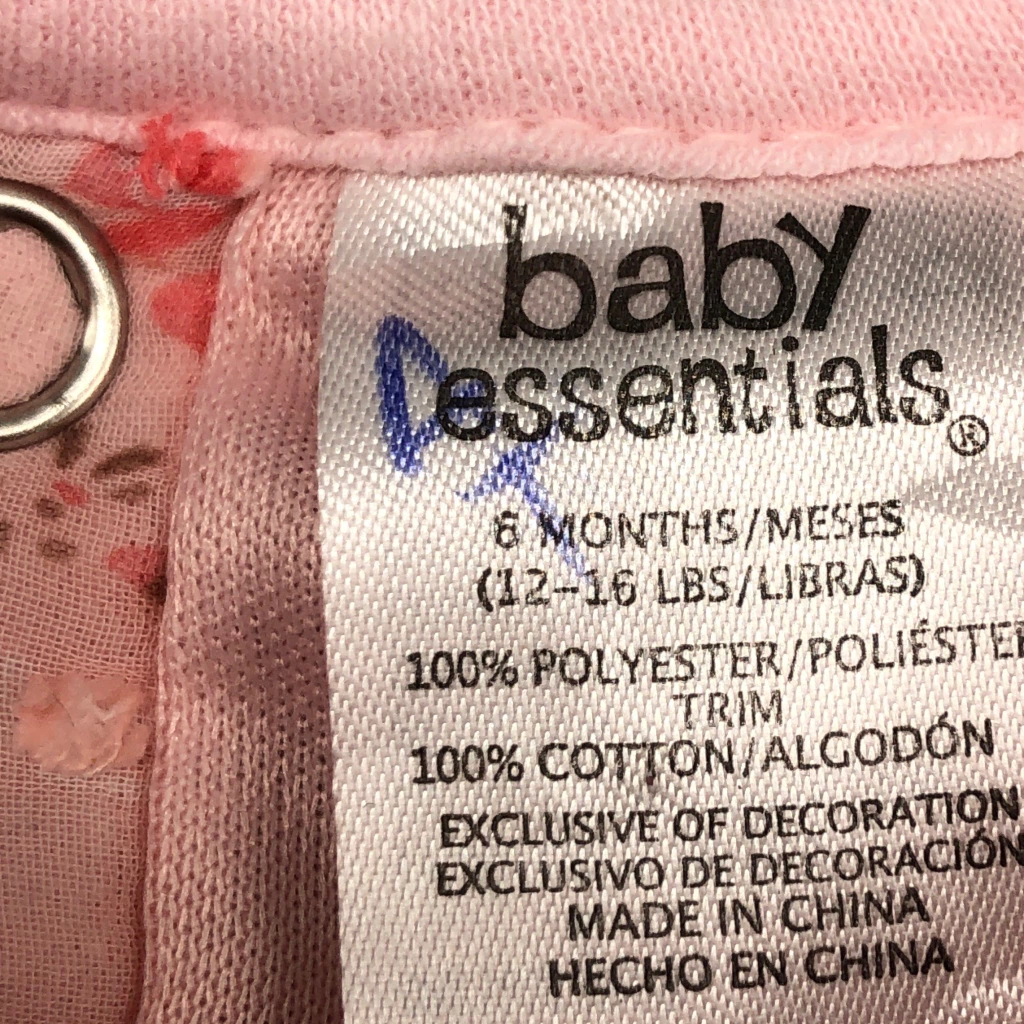 baby
essentials®
6 MONTHS/MESES
(12-16 LBS/LIBRAS)
100% POLYESTER/POLIÉSTER
TRIM
100% COTTON/ALGODÓN
EXCLUSIVE OF DECORATION
EXCLUSIVO DE DECORACIÓN
MADE IN CHINA
HECHO EN CHINA